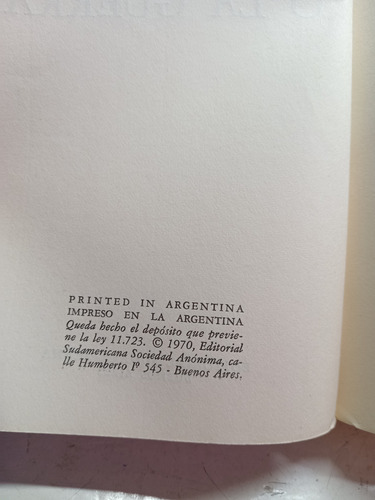 PRINTED IN ARGENTINA
IMPRESO EN LA ARGENTINA
Queda hecho el depósito que previe-
ne la ley 11.723. © 1970, Editorial
Sudamericana Sociedad Anónima, ca-
lle Humberto Iº 545 - Buenos Aires.